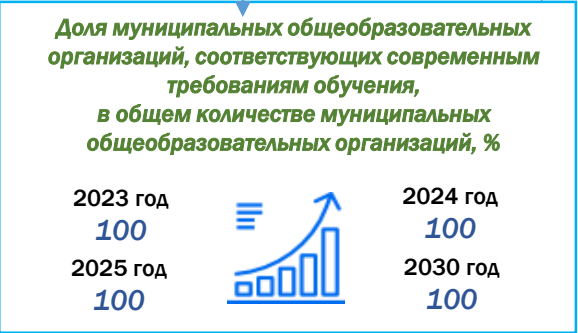 Доля муниципальных общеобразовательных
организаций, соответствующих современным
требованиям обучения,
в общем количестве муниципальных
общеобразовательных организаций, %
2023 год
100
2024 год
100
2025 год
100
2030 год
100